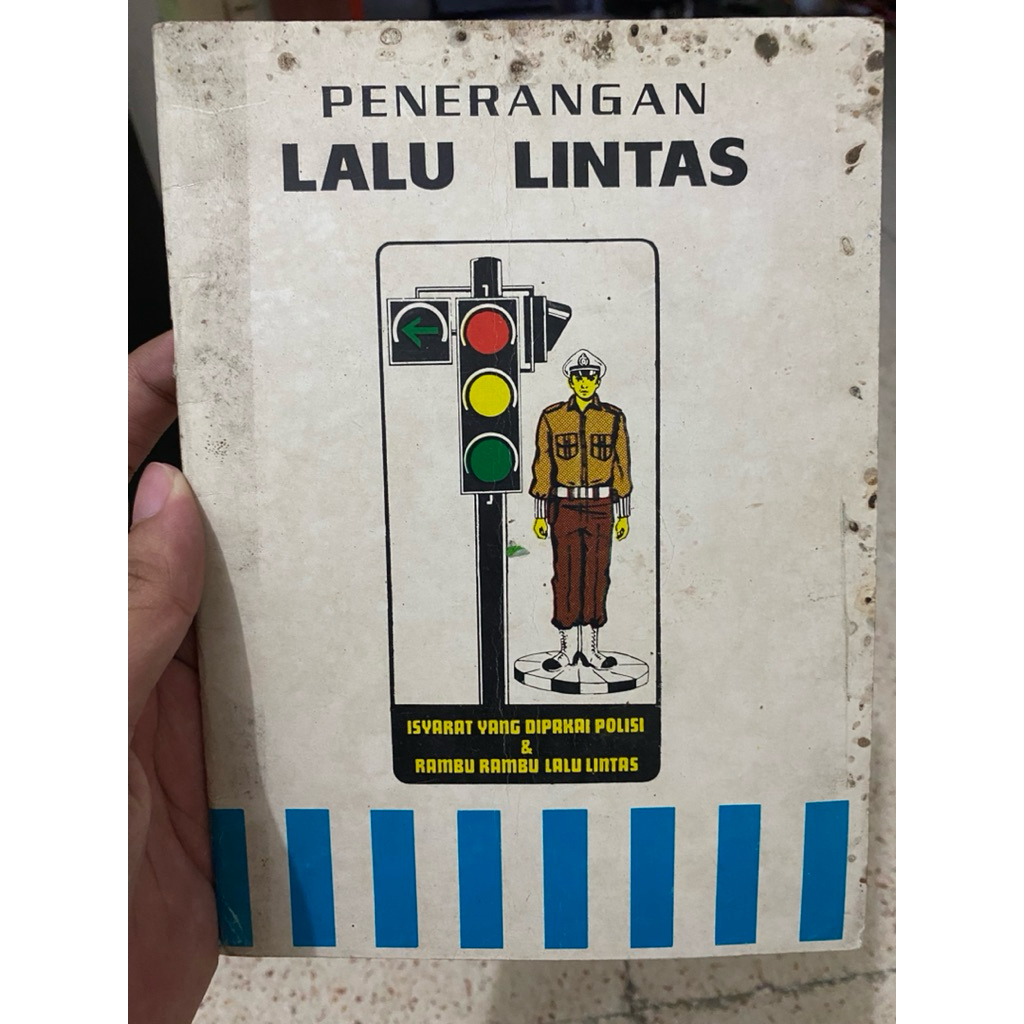 PENERANGAN
LALU LINTAS
ISYARAT YANG DIPAKAI POLISI
&
RAMBU RAMBU LALU LINTAS